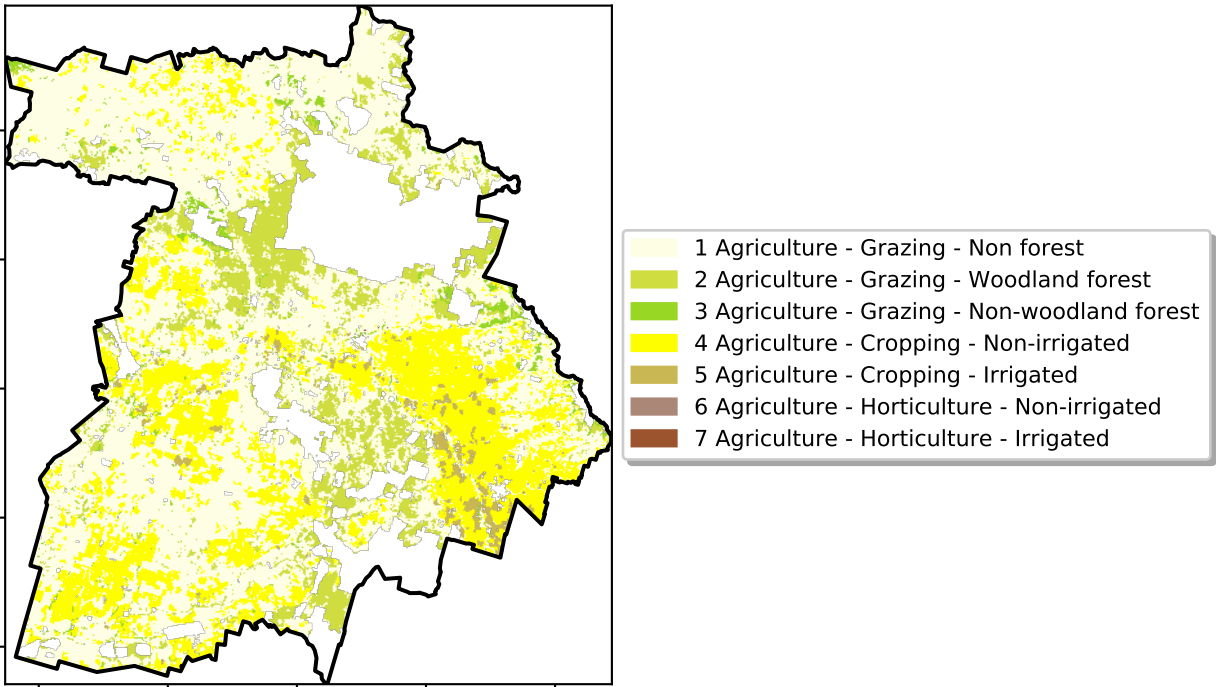 1 Agriculture - Grazing - Non forest
2 Agriculture - Grazing - Woodland forest
3 Agriculture - Grazing - Non-woodland forest
4 Agriculture - Cropping - Non-irrigated
5 Agriculture - Cropping - Irrigated
6 Agriculture - Horticulture - Non-irrigated
7 Agriculture - Horticulture - Irrigated